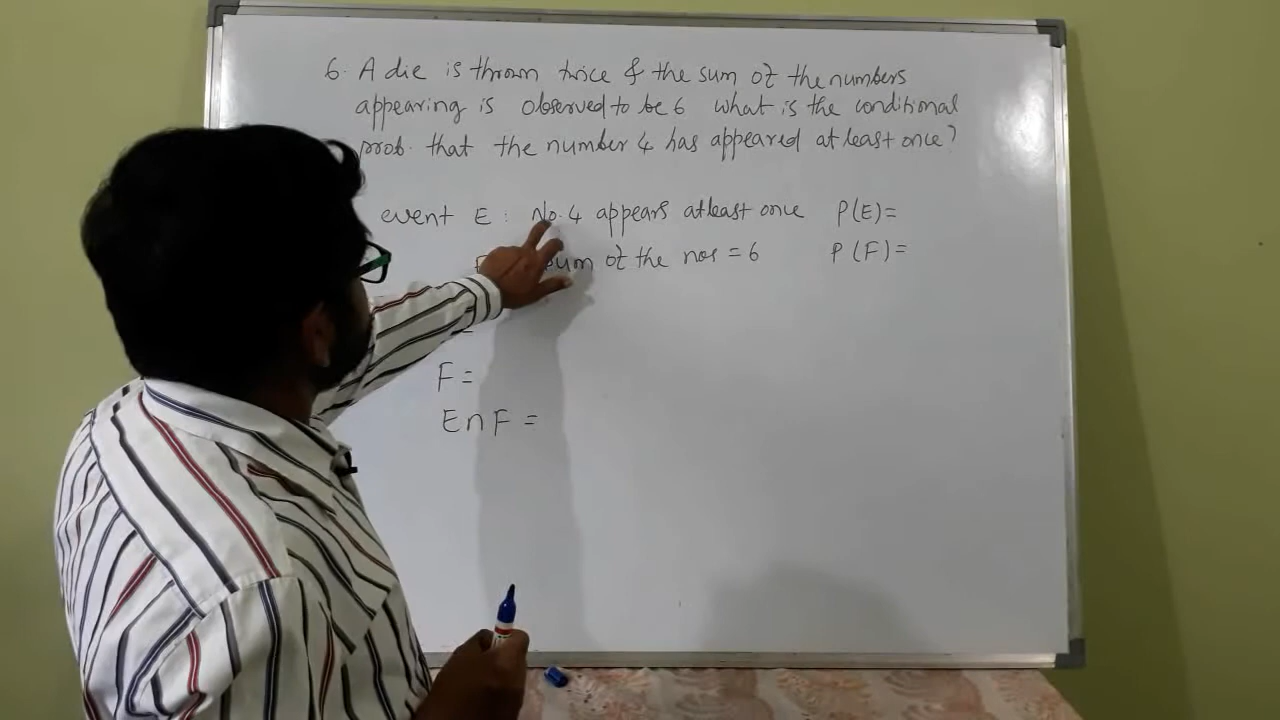 6. A die is thrown twice & the sum of the numbers
appearing is observed to be 6 what is the conditional
prob. that the number 4 has appeared at least once?
event E : No. 4 appears atleast once P(E)=
sum of the nos = 6 P(F)=
=
F=
E∩F =